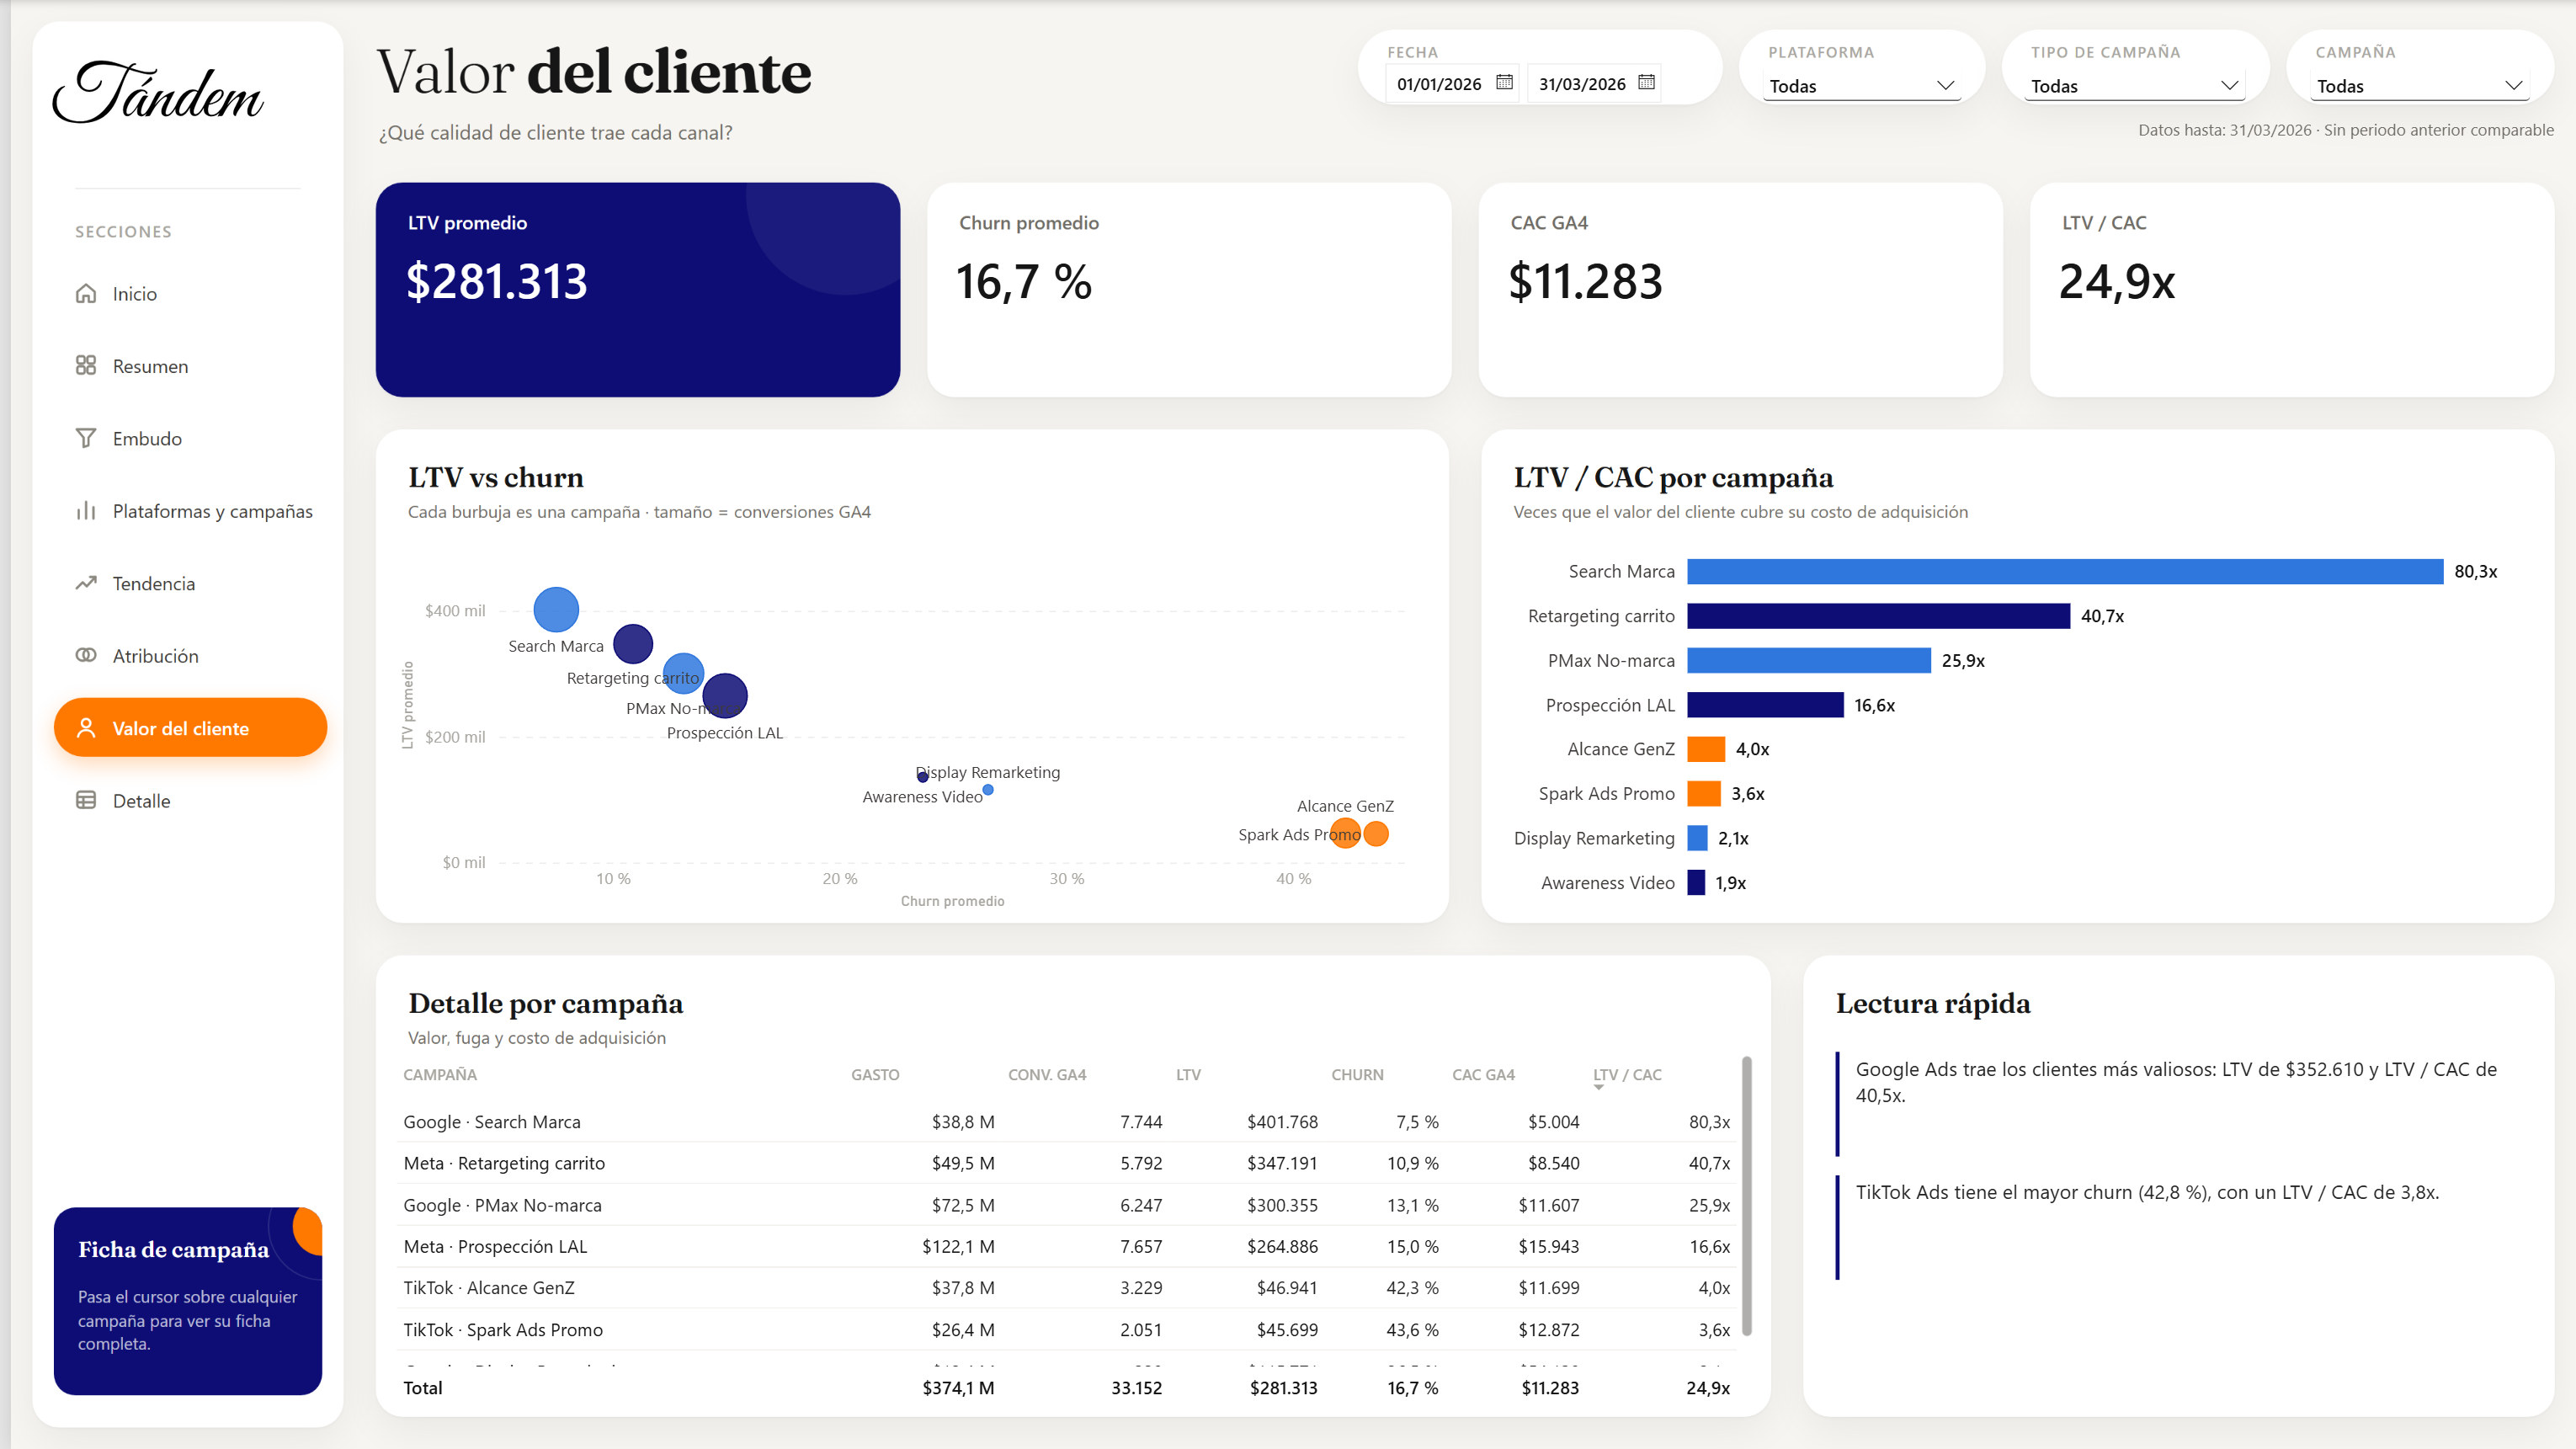 Tándem
SECCIONES
Inicio
Resumen
Embudo
Plataformas y campañas
Tendencia
Atribución
Valor del cliente
Detalle
Ficha de campaña
Pasa el cursor sobre cualquier
campaña para ver su ficha
completa.
Valor del cliente
¿Qué calidad de cliente trae cada canal?
FECHA
01/01/2026 31/03/2026
PLATAFORMA
Todas
TIPO DE CAMPAÑA
Todas
CAMPAÑA
Todas
Datos hasta: 31/03/2026 · Sin periodo anterior comparable
LTV promedio
$281.313
Churn promedio
16,7 %
CAC GA4
$11.283
LTV / CAC
24,9x
LTV vs churn
Cada burbuja es una campaña · tamaño = conversiones GA4
LTV promedio
$400 mil
$200 mil
$0 mil
Search Marca
Retargeting carrito
PMax No-marca
Prospección LAL
Display Remarketing
Awareness Video
Alcance GenZ
Spark Ads Promo
10 % 20 % 30 % 40 %
Churn promedio
LTV / CAC por campaña
Veces que el valor del cliente cubre su costo de adquisición
Search Marca 80,3x
Retargeting carrito 40,7x
PMax No-marca 25,9x
Prospección LAL 16,6x
Alcance GenZ 4,0x
Spark Ads Promo 3,6x
Display Remarketing 2,1x
Awareness Video 1,9x
Detalle por campaña
Valor, fuga y costo de adquisición
CAMPAÑA GASTO CONV. GA4 LTV CHURN CAC GA4 LTV / CAC
Google · Search Marca $38,8 M 7.744 $401.768 7,5 % $5.004 80,3x
Meta · Retargeting carrito $49,5 M 5.792 $347.191 10,9 % $8.540 40,7x
Google · PMax No-marca $72,5 M 6.247 $300.355 13,1 % $11.607 25,9x
Meta · Prospección LAL $122,1 M 7.657 $264.886 15,0 % $15.943 16,6x
TikTok · Alcance GenZ $37,8 M 3.229 $46.941 42,3 % $11.699 4,0x
TikTok · Spark Ads Promo $26,4 M 2.051 $45.699 43,6 % $12.872 3,6x
Total $374,1 M 33.152 $281.313 16,7 % $11.283 24,9x
Lectura rápida
Google Ads trae los clientes más valiosos: LTV de $352.610 y LTV / CAC de
40,5x.
TikTok Ads tiene el mayor churn (42,8 %), con un LTV / CAC de 3,8x.